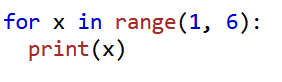 for x in range(1, 6):
  print(x)